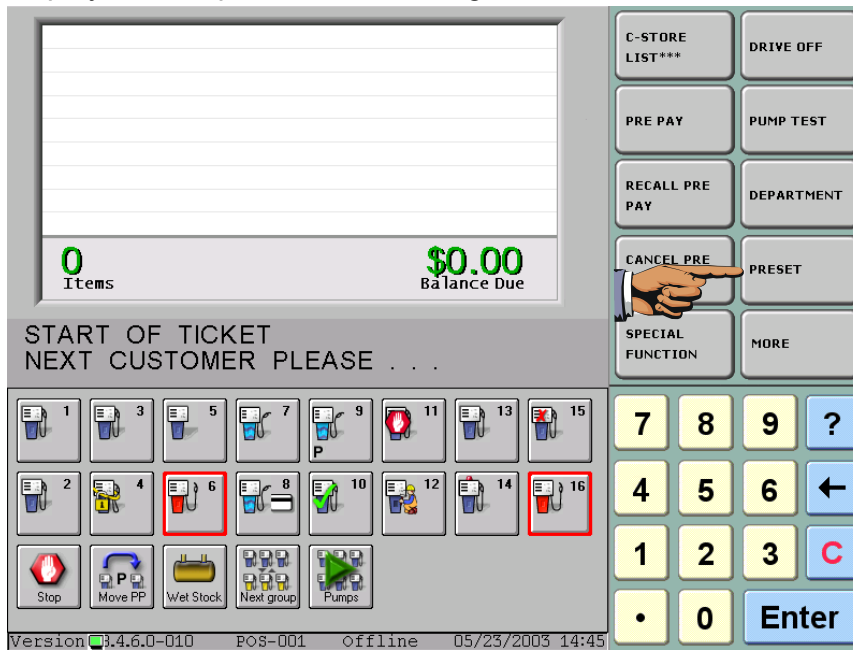 C-STORE
LIST***
DRIVE OFF
PRE PAY
PUMP TEST
RECALL PRE
PAY
DEPARTMENT
CANCEL PRE
PRESET
0
Items
$0.00
Balance Due
SPECIAL
FUNCTION
MORE
START OF TICKET
NEXT CUSTOMER PLEASE . . .
1 3 5 7 9 11 13 15
P
2 4 6 8 10 12 14 16
P
Stop Move PP Wet Stock Next group Pumps
7 8 9 ?
4 5 6 ←
1 2 3 C
• 0 Enter
Version 3.4.6.0-010 POS-001 Offline 05/23/2003 14:45